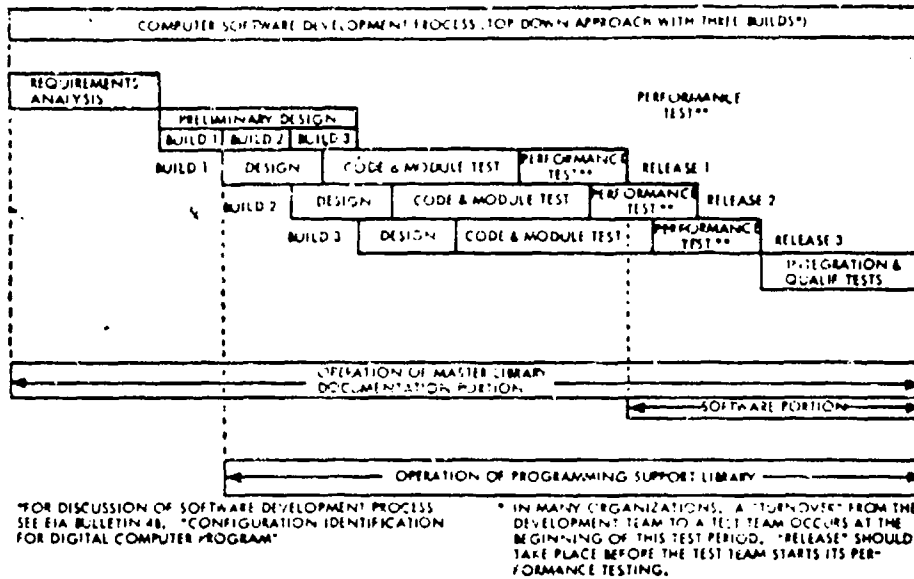 COMPUTER SOFTWARE DEVELOPMENT PROCESS (TOP DOWN APPROACH WITH THREE BUILDS*)
REQUIREMENTS
ANALYSIS
PERFORMANCE
TEST**
PRELIMINARY DESIGN
BUILD 1 BUILD 2 BUILD 3
BUILD 1 DESIGN CODE & MODULE TEST PERFORMANCE TEST** RELEASE 1
BUILD 2 DESIGN CODE & MODULE TEST PERFORMANCE TEST** RELEASE 2
BUILD 3 DESIGN CODE & MODULE TEST PERFORMANCE TEST** RELEASE 3
INTEGRATION &
QUALIF TESTS
OPERATION OF MASTER LIBRARY
DOCUMENTATION PORTION
SOFTWARE PORTION
OPERATION OF PROGRAMMING SUPPORT LIBRARY
*FOR DISCUSSION OF SOFTWARE DEVELOPMENT PROCESS
SEE EIA BULLETIN 4B, "CONFIGURATION IDENTIFICATION
FOR DIGITAL COMPUTER PROGRAM"
* IN MANY ORGANIZATIONS, A "TURNOVER" FROM THE
DEVELOPMENT TEAM TO A TEST TEAM OCCURS AT THE
BEGINNING OF THIS TEST PERIOD. "RELEASE" SHOULD
TAKE PLACE BEFORE THE TEST TEAM STARTS ITS PER-
FORMANCE TESTING.